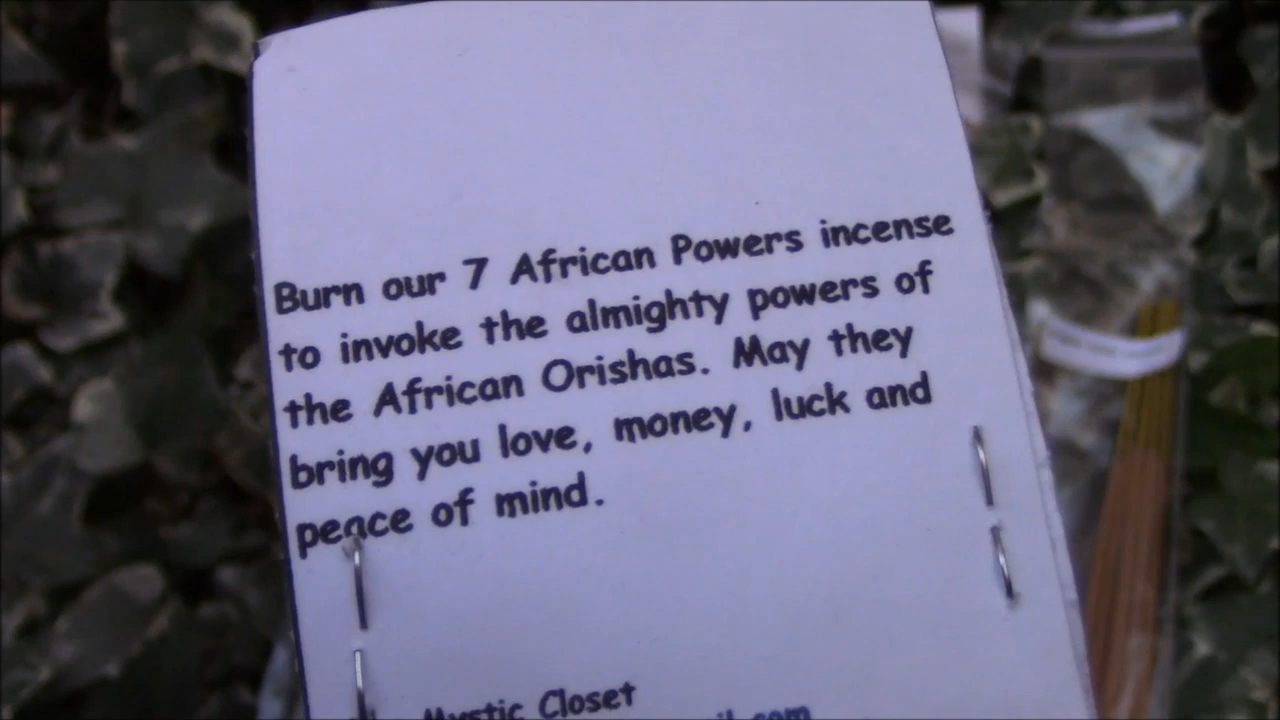 Burn our 7 African Powers incense
to invoke the almighty powers of
the African Orishas. May they
bring you love, money, luck and
peace of mind.
Mystic Closet